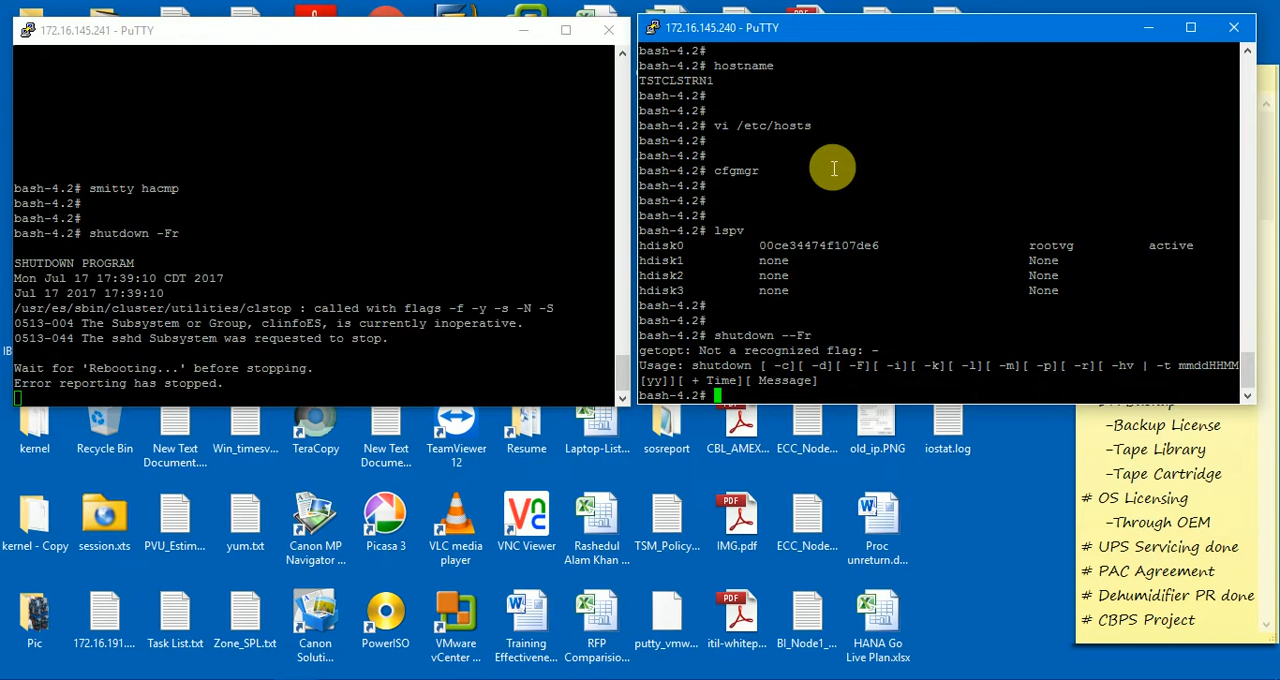 172.16.145.241 - PuTTY
bash-4.2# smitty hacmp
bash-4.2#
bash-4.2#
bash-4.2# shutdown -Fr
SHUTDOWN PROGRAM
Mon Jul 17 17:39:10 CDT 2017
Jul 17 2017 17:39:10
/usr/es/sbin/cluster/utilities/clstop : called with flags -f -y -s -N -S
0513-004 The Subsystem or Group, clinfoES, is currently inoperative.
0513-044 The sshd Subsystem was requested to stop.
Wait for 'Rebooting...' before stopping.
Error reporting has stopped.
172.16.145.240 - PuTTY
bash-4.2#
bash-4.2# hostname
TSTCLSTRN1
bash-4.2#
bash-4.2#
bash-4.2# vi /etc/hosts
bash-4.2#
bash-4.2#
bash-4.2# cfgmgr
bash-4.2#
bash-4.2#
bash-4.2#
bash-4.2# lspv
hdisk0 00ce34474f107de6 rootvg active
hdisk1 none None
hdisk2 none None
hdisk3 none None
bash-4.2#
bash-4.2#
bash-4.2# shutdown --Fr
getopt: Not a recognized flag: -
Usage: shutdown [ -c][ -d][ -F][ -i][ -k][ -l][ -m][ -p][ -r][ -hv | -t mmddHHMM
[yy]][ + Time][ Message]
bash-4.2#
-Backup License
-Tape Library
-Tape Cartridge
# OS Licensing
-Through OEM
# UPS Servicing done
# PAC Agreement
# Dehumidifier PR done
# CBPS Project
kernel
Recycle Bin
New Text
Document....
Win_timesv...
TeraCopy
New Text
Docume...
TeamViewer
12
Resume
Laptop-List...
sosreport
CBL_AMEX...
ECC_Node...
old_ip.PNG
iostat.log
kernel - Copy
session.xts
PVU_Estim...
yum.txt
Canon MP
Navigator ...
Picasa 3
VLC media
player
VNC Viewer
Rashedul
Alam Khan ...
TSM_Policy...
IMG.pdf
ECC_Node...
Proc
unreturn.d...
Pic
172.16.191....
Task List.txt
Zone_SPL.txt
Canon
Soluti...
PowerISO
VMware
vCenter ...
Training
Effectivene...
RFP
Comparision...
putty_vmw...
itil-whitep...
BI_Node1_...
HANA Go
Live Plan.xlsx